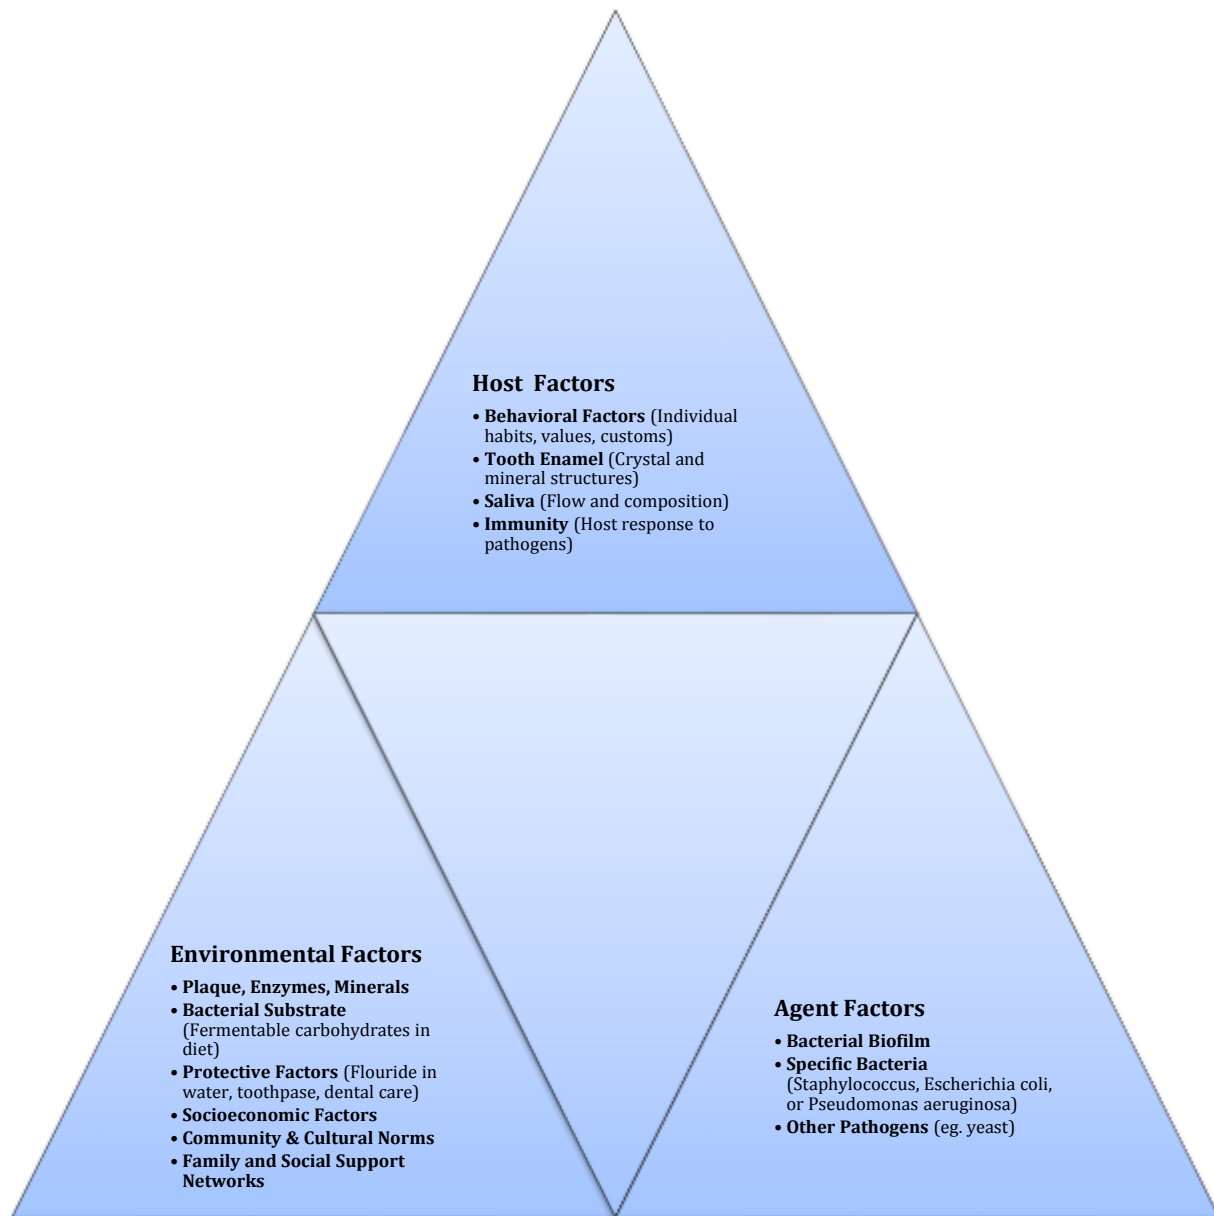 Host  Factors
• Behavioral Factors (Individual
habits, values, customs)
• Tooth Enamel (Crystal and
mineral structures)
• Saliva (Flow and composition)
• Immunity (Host response to
pathogens)
Environmental Factors
• Plaque, Enzymes, Minerals
• Bacterial Substrate
(Fermentable carbohydrates in
diet)
• Protective Factors (Flouride in
water, toothpase, dental care)
• Socioeconomic Factors
• Community & Cultural Norms
• Family and Social Support
Networks
Agent Factors
• Bacterial Biofilm
• Specific Bacteria
(Staphylococcus, Escherichia coli,
or Pseudomonas aeruginosa)
• Other Pathogens (eg. yeast)